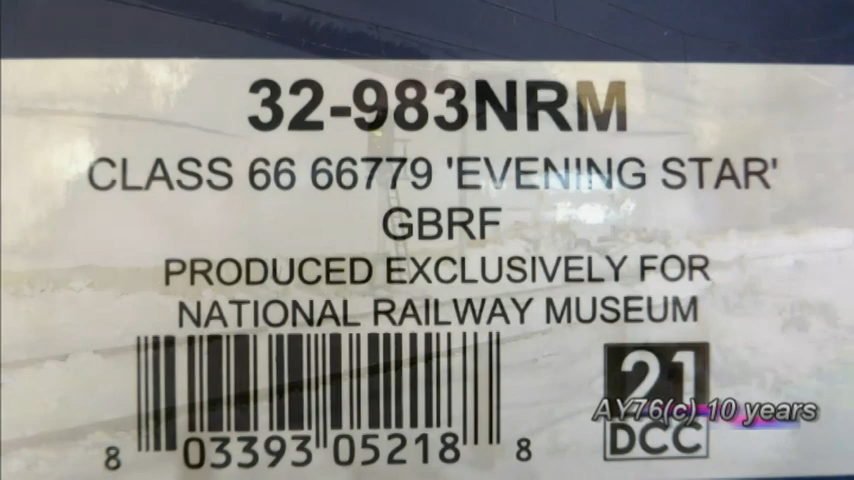 32-983NRM
CLASS 66 66779 'EVENING STAR'
GBRF
PRODUCED EXCLUSIVELY FOR
NATIONAL RAILWAY MUSEUM
21
DCC
AY76(c) 10 years
8 03393 05218 8